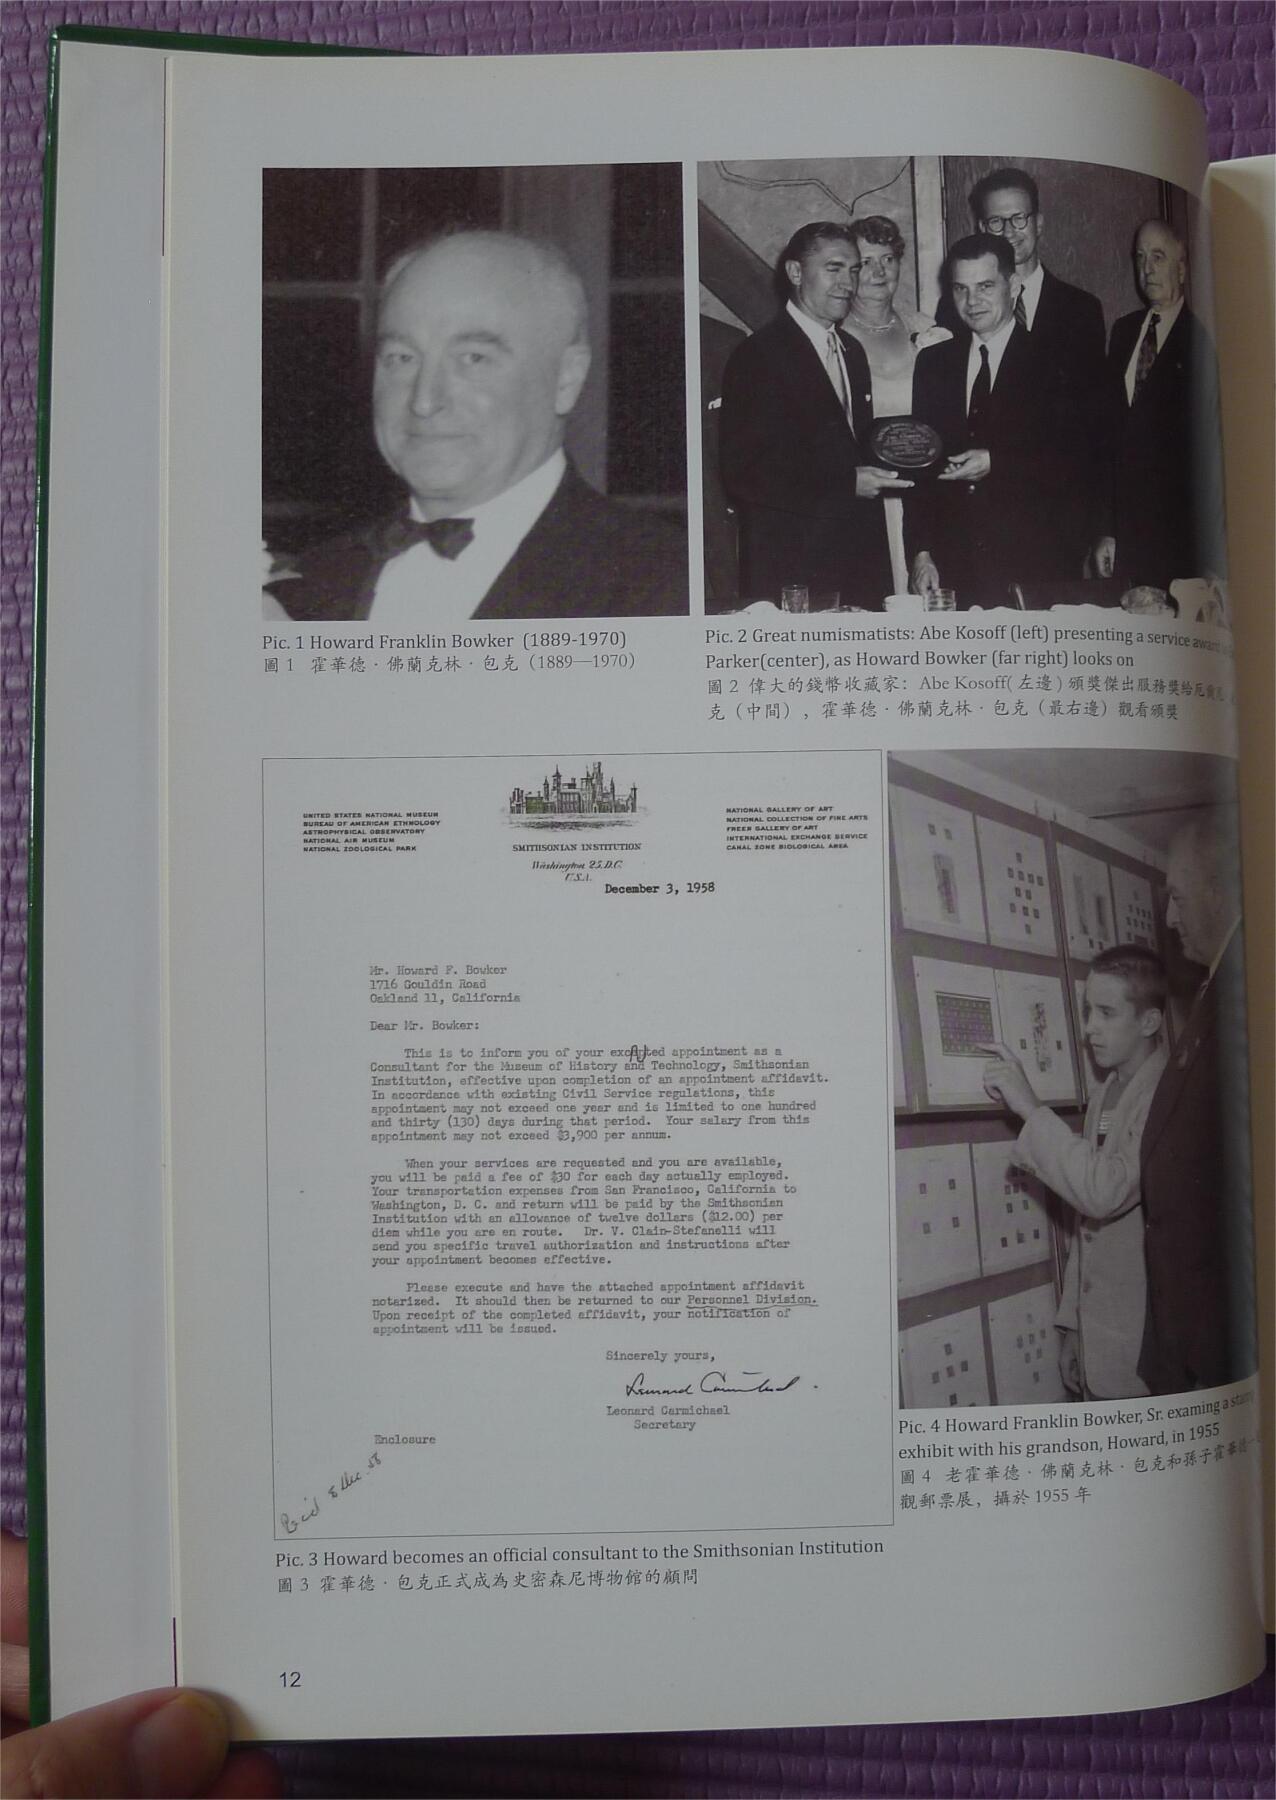 Pic. 1 Howard Franklin Bowker (1889-1970)
圖 1 霍華德·佛蘭克林·包克（1889—1970）
Pic. 2 Great numismatists: Abe Kosoff (left) presenting a service award
Parker(center), as Howard Bowker (far right) looks on
圖 2 偉大的錢幣收藏家：Abe Kosoff(左邊)頒獎傑出服務獎給厄
克（中間），霍華德·佛蘭克林·包克（最右邊）觀看頒獎
UNITED STATES NATIONAL MUSEUM
BUREAU OF AMERICAN ETHNOLOGY
ASTROPHYSICAL OBSERVATORY
NATIONAL AIR MUSEUM
NATIONAL ZOOLOGICAL PARK
SMITHSONIAN INSTITUTION
Washington 25, D.C.
U.S.A.
NATIONAL GALLERY OF ART
NATIONAL COLLECTION OF FINE ARTS
FREER GALLERY OF ART
INTERNATIONAL EXCHANGE SERVICE
CANAL ZONE BIOLOGICAL AREA
December 3, 1958
Mr. Howard F. Bowker
1716 Gouldin Road
Oakland 11, California
Dear Mr. Bowker:
This is to inform you of your excepted appointment as a
Consultant for the Museum of History and Technology, Smithsonian
Institution, effective upon completion of an appointment affidavit.
In accordance with existing Civil Service regulations, this
appointment may not exceed one year and is limited to one hundred
and thirty (130) days during that period. Your salary from this
appointment may not exceed $3,900 per annum.
When your services are requested and you are available,
you will be paid a fee of $30 for each day actually employed.
Your transportation expenses from San Francisco, California to
Washington, D. C. and return will be paid by the Smithsonian
Institution with an allowance of twelve dollars ($12.00) per
diem while you are en route. Dr. V. Clain-Stefanelli will
send you specific travel authorization and instructions after
your appointment becomes effective.
Please execute and have the attached appointment affidavit
notarized. It should then be returned to our Personnel Division.
Upon receipt of the completed affidavit, your notification of
appointment will be issued.
Sincerely yours,
Leonard Carmichael
Leonard Carmichael
Secretary
Enclosure
Rec'd 8 Dec. 58
Pic. 3 Howard becomes an official consultant to the Smithsonian Institution
圖 3 霍華德·包克正式成為史密森尼博物館的顧問
Pic. 4 Howard Franklin Bowker, Sr. examing a stamp
exhibit with his grandson, Howard, in 1955
圖 4 老霍華德·佛蘭克林·包克和孫子霍華德一
觀郵票展，攝於 1955 年
12